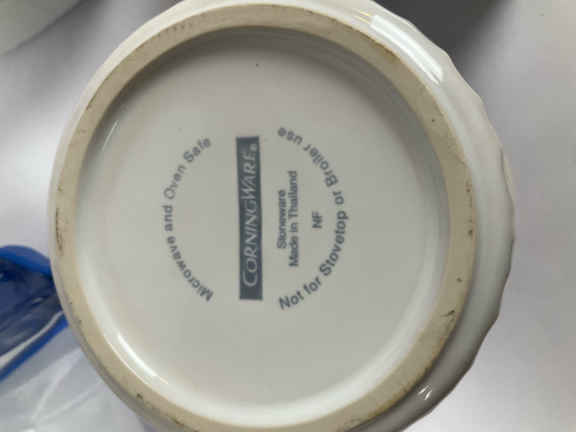 Microwave and Oven Safe
CORNINGWARE®
Stoneware
Made in Thailand
NF
Not for Stovetop or Broiler use